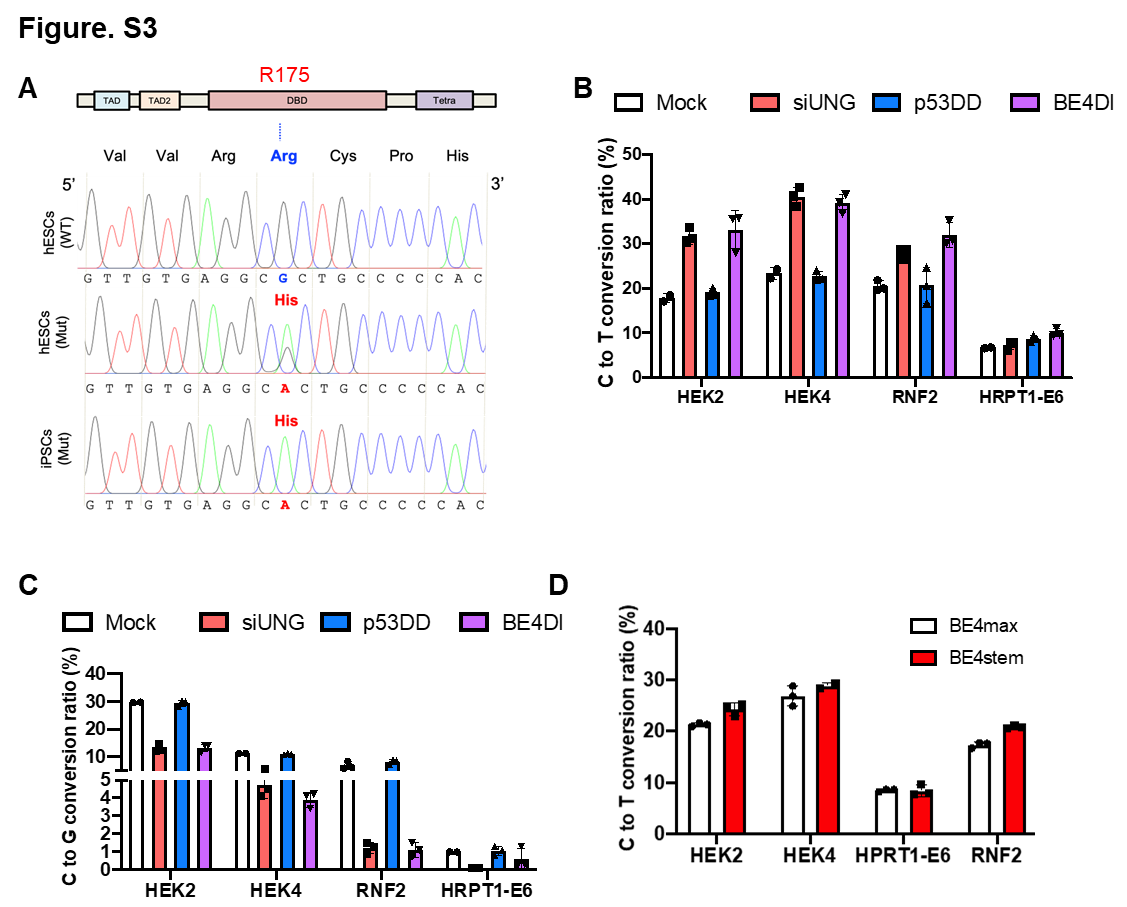 Figure. S3
A
R175
TAD TAD2 DBD Tetra
Val Val Arg Arg Cys Pro His
5’ 3’
hESCs
(WT)
G T T G T G A G G C G C T G C C C C C A C
His
hESCs
(Mut)
G T T G T G A G G C A C T G C C C C C A C
His
iPSCs
(Mut)
G T T G T G A G G C A C T G C C C C C A C
B
Mock siUNG p53DD BE4DI
C to T conversion ratio (%)
50
40
30
20
10
0
HEK2 HEK4 RNF2 HRPT1-E6
C
Mock siUNG p53DD BE4DI
C to G conversion ratio (%)
40
30
20
10
5
4
3
2
1
0
HEK2 HEK4 RNF2 HRPT1-E6
D
BE4max
BE4stem
C to T conversion ratio (%)
40
30
20
10
0
HEK2 HEK4 HPRT1-E6 RNF2